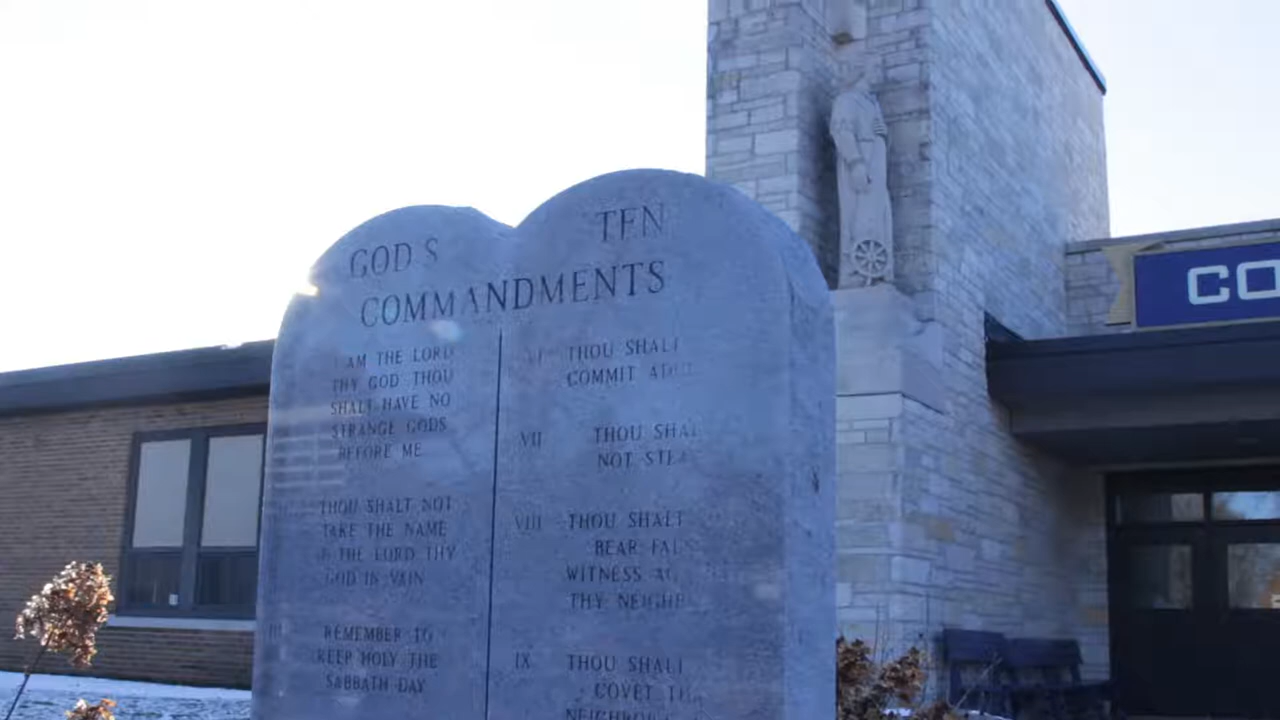 GOD S TEN
COMMANDMENTS
I AM THE LORD
THY GOD THOU
SHALT HAVE NO
STRANGE GODS
BEFORE ME
THOU SHALT NOT
TAKE THE NAME
THE LORD THY
GOD IN VAIN
III REMEMBER TO
KEEP HOLY THE
SABBATH DAY
VI THOU SHALT
COMMIT
VII THOU
NOT
VIII THOU SHALT
BEAR
WITNESS
THY
IX THOU SHALT
COVET
CO